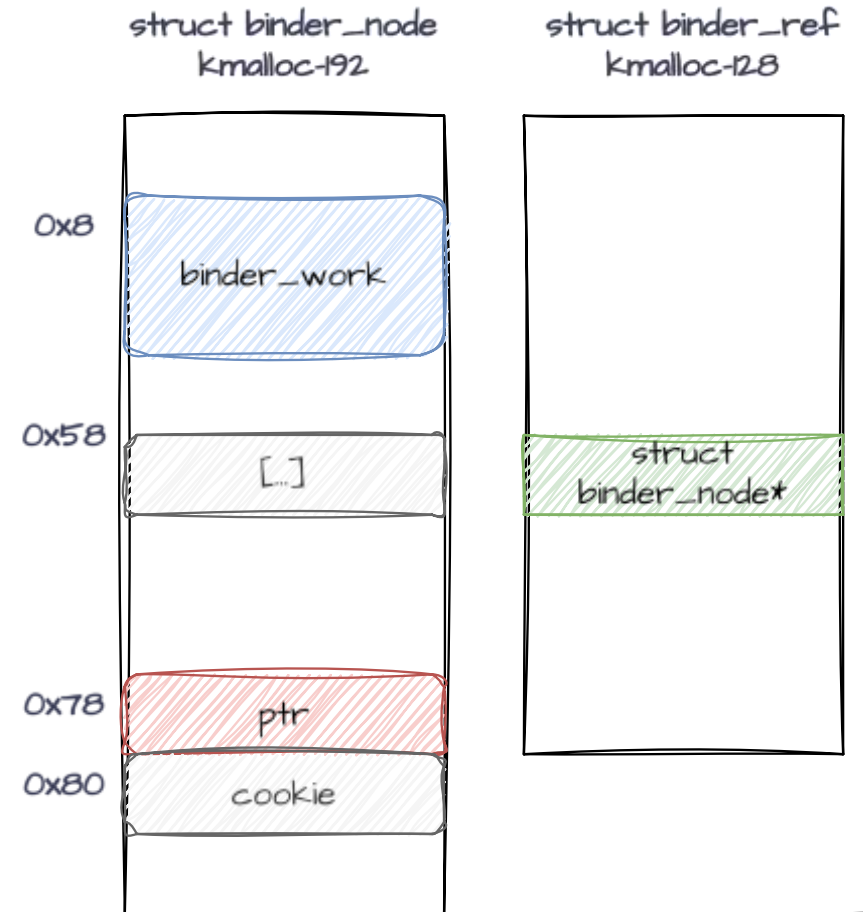 struct binder_node
kmalloc-192
struct binder_ref
kmalloc-128
0x8
binder_work
0x58
[...]
struct
binder_node*
0x78
ptr
0x80
cookie